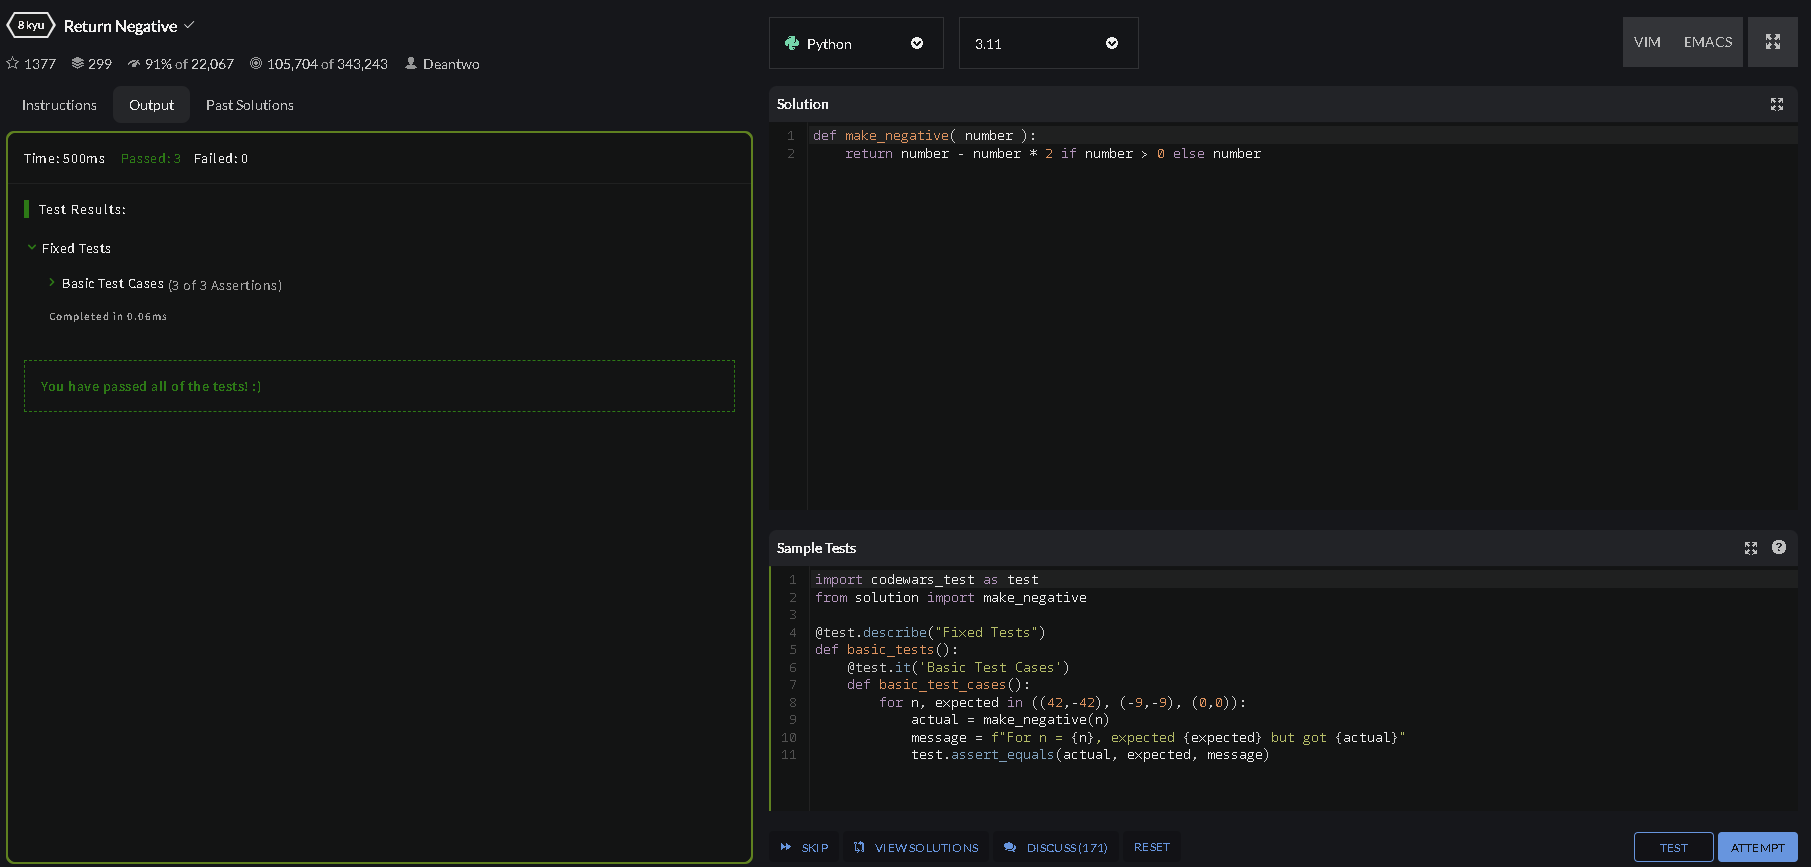 8 kyu Return Negative
1377 299 91% of 22,067 105,704 of 343,243 Deantwo
Instructions Output Past Solutions
Time: 500ms Passed: 3 Failed: 0
Test Results:
Fixed Tests
Basic Test Cases (3 of 3 Assertions)
Completed in 0.06ms
You have passed all of the tests! :)
Python 3.11 VIM EMACS
Solution
1 def make_negative( number ):
2     return number - number * 2 if number > 0 else number
Sample Tests
1 import codewars_test as test
2 from solution import make_negative
3
4 @test.describe("Fixed Tests")
5 def basic_tests():
6     @test.it('Basic Test Cases')
7     def basic_test_cases():
8         for n, expected in ((42,-42), (-9,-9), (0,0)):
9             actual = make_negative(n)
10             message = f"For n = {n}, expected {expected} but got {actual}"
11             test.assert_equals(actual, expected, message)
SKIP VIEW SOLUTIONS DISCUSS (171) RESET TEST ATTEMPT